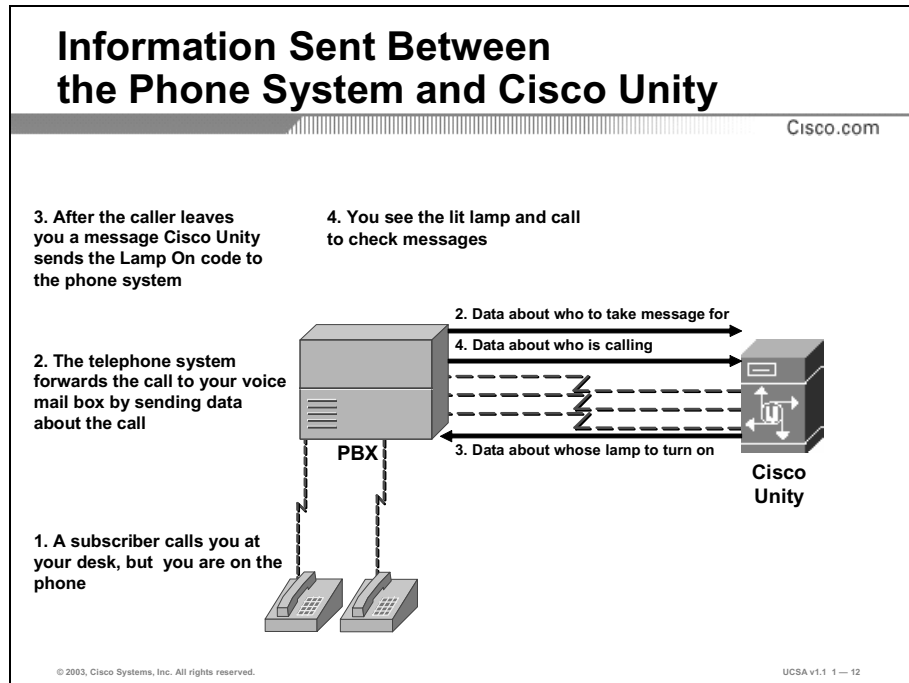 Information Sent Between
the Phone System and Cisco Unity
Cisco.com
3. After the caller leaves
you a message Cisco Unity
sends the Lamp On code to
the phone system
4. You see the lit lamp and call
to check messages
2. The telephone system
forwards the call to your voice
mail box by sending data
about the call
2. Data about who to take message for
4. Data about who is calling
3. Data about whose lamp to turn on
PBX
U
Cisco
Unity
1. A subscriber calls you at
your desk, but  you are on the
phone
© 2003, Cisco Systems, Inc. All rights reserved.
UCSA v1.1  1 — 12